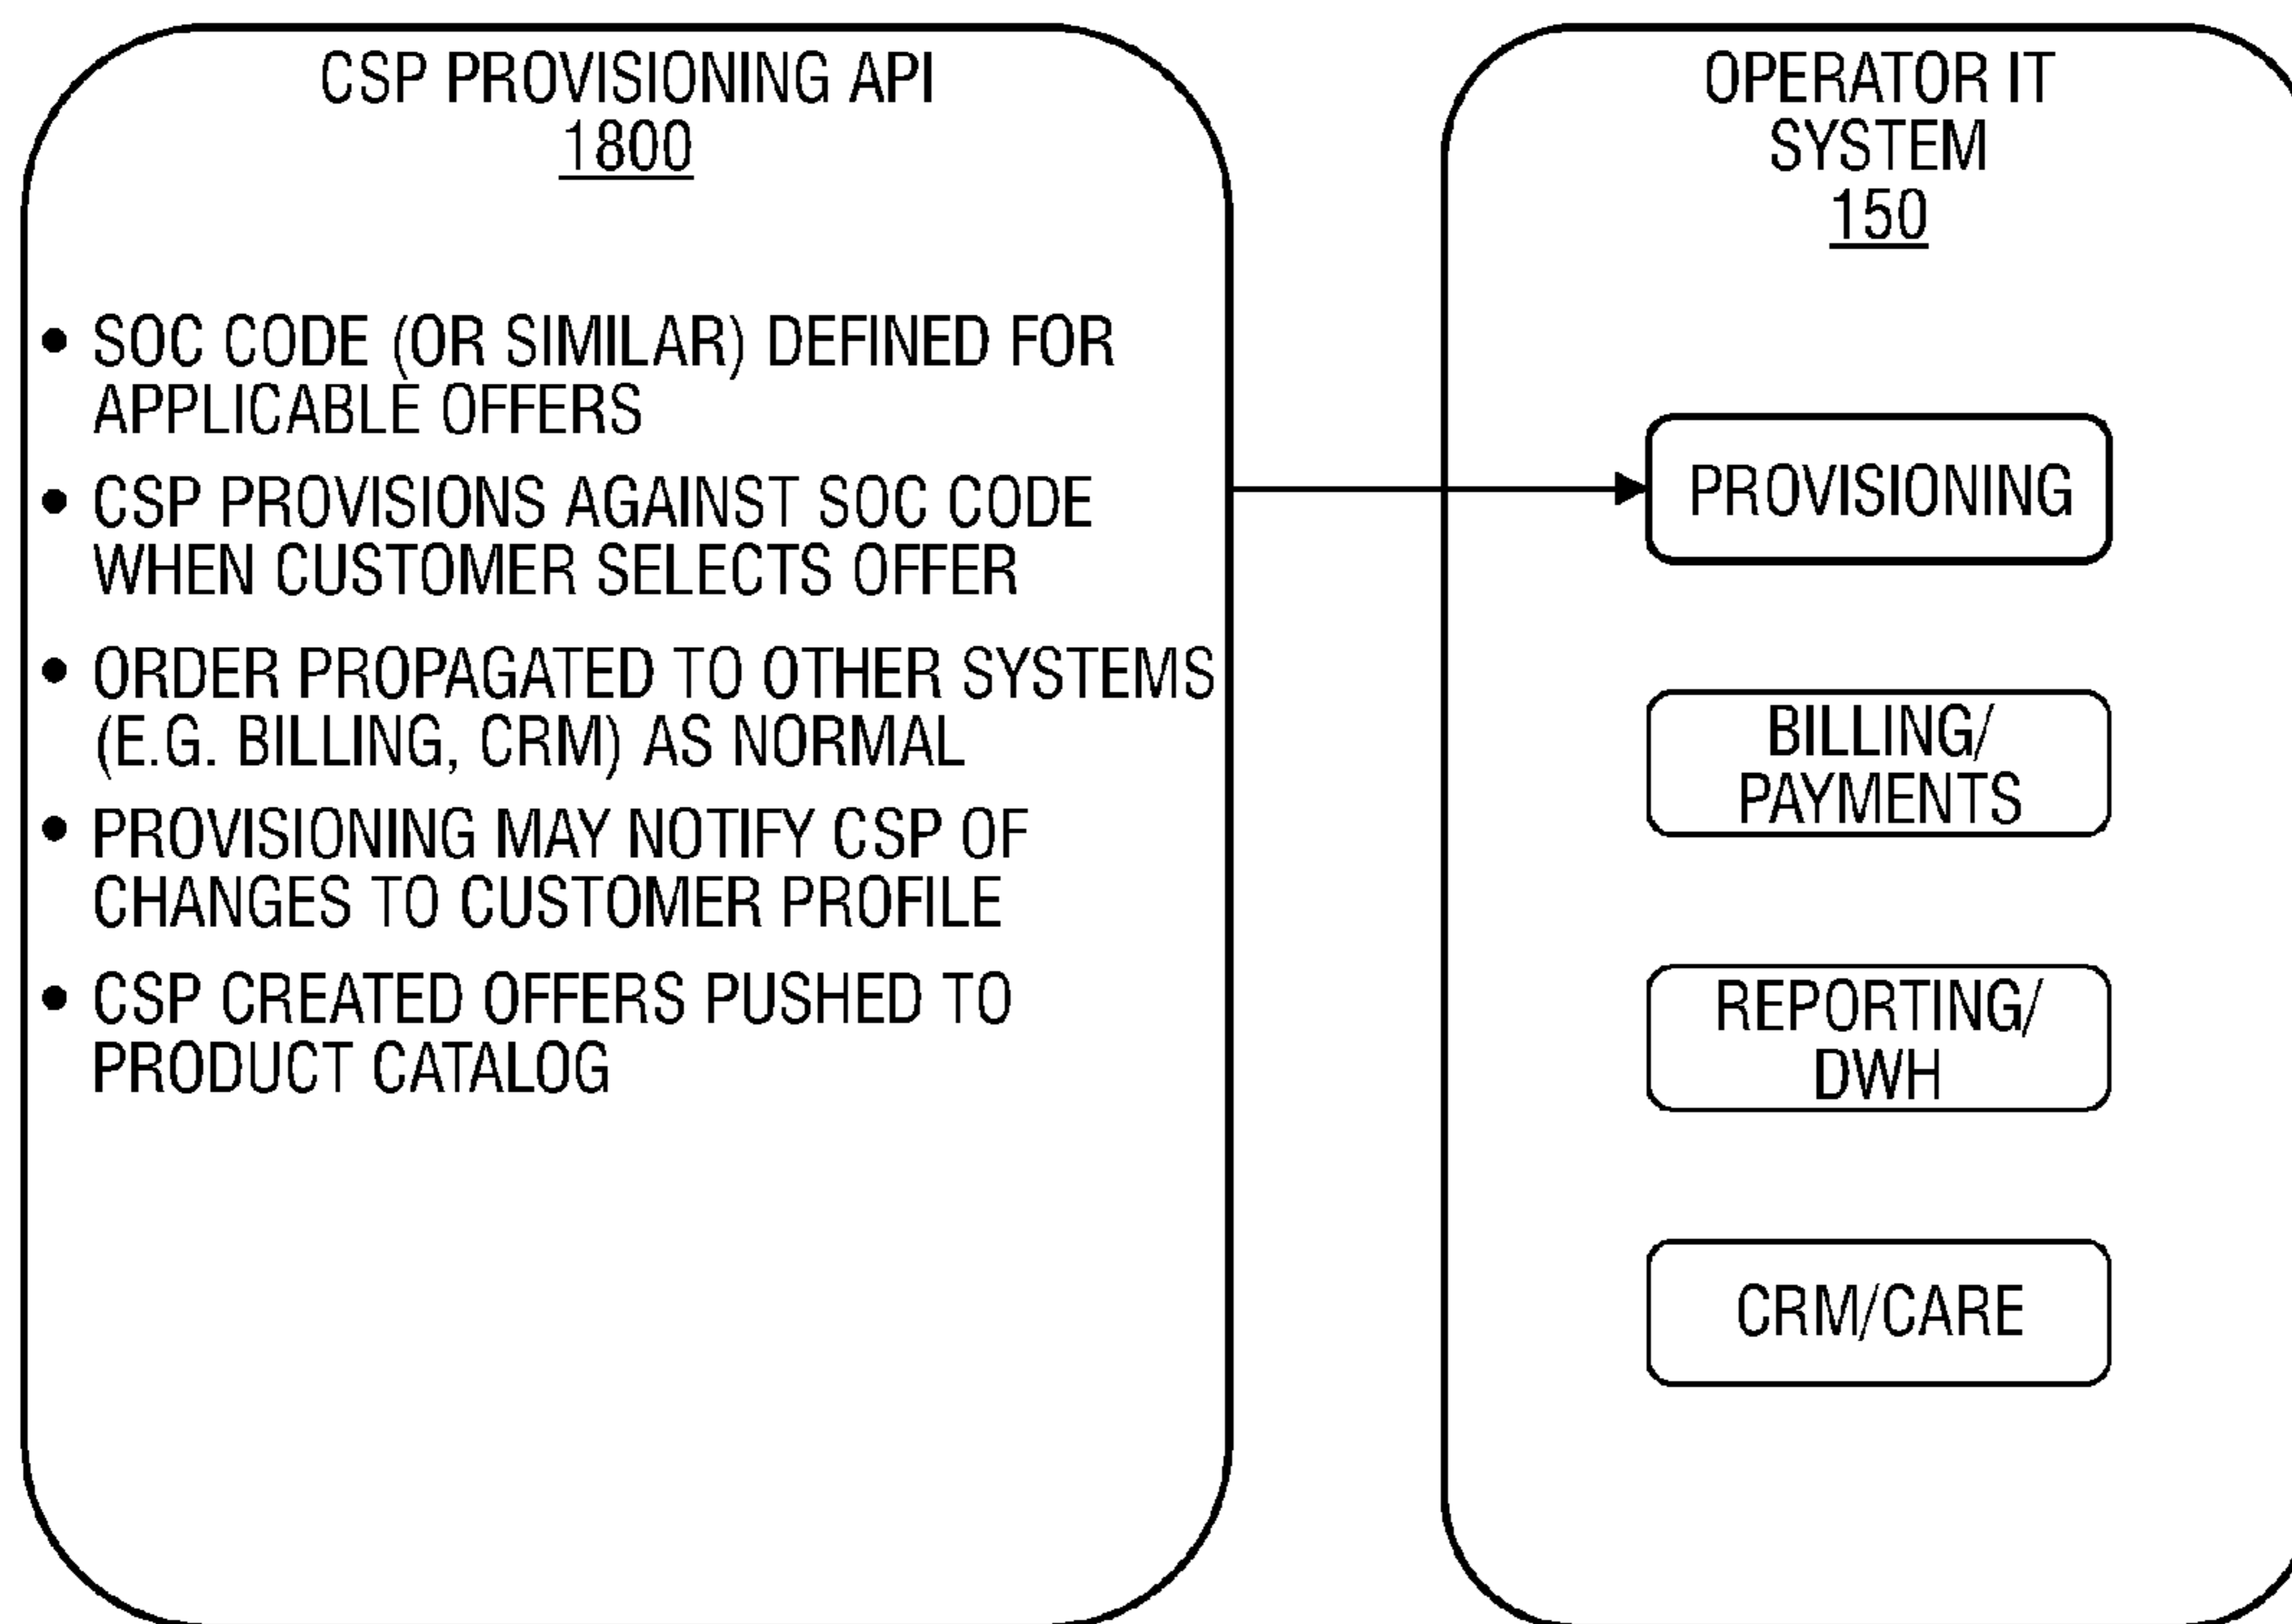 CSP PROVISIONING API
1800
• SOC CODE (OR SIMILAR) DEFINED FOR
APPLICABLE OFFERS
• CSP PROVISIONS AGAINST SOC CODE
WHEN CUSTOMER SELECTS OFFER
• ORDER PROPAGATED TO OTHER SYSTEMS
(E.G. BILLING, CRM) AS NORMAL
• PROVISIONING MAY NOTIFY CSP OF
CHANGES TO CUSTOMER PROFILE
• CSP CREATED OFFERS PUSHED TO
PRODUCT CATALOG
OPERATOR IT
SYSTEM
150
PROVISIONING
BILLING/
PAYMENTS
REPORTING/
DWH
CRM/CARE